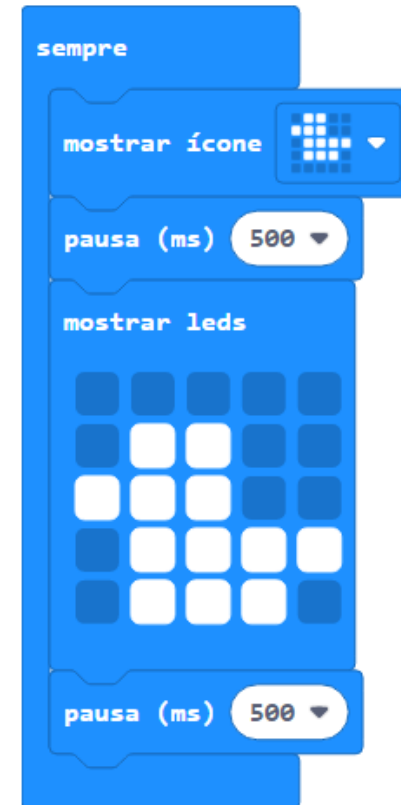 sempre
mostrar ícone
pausa (ms) 500
mostrar leds
pausa (ms) 500